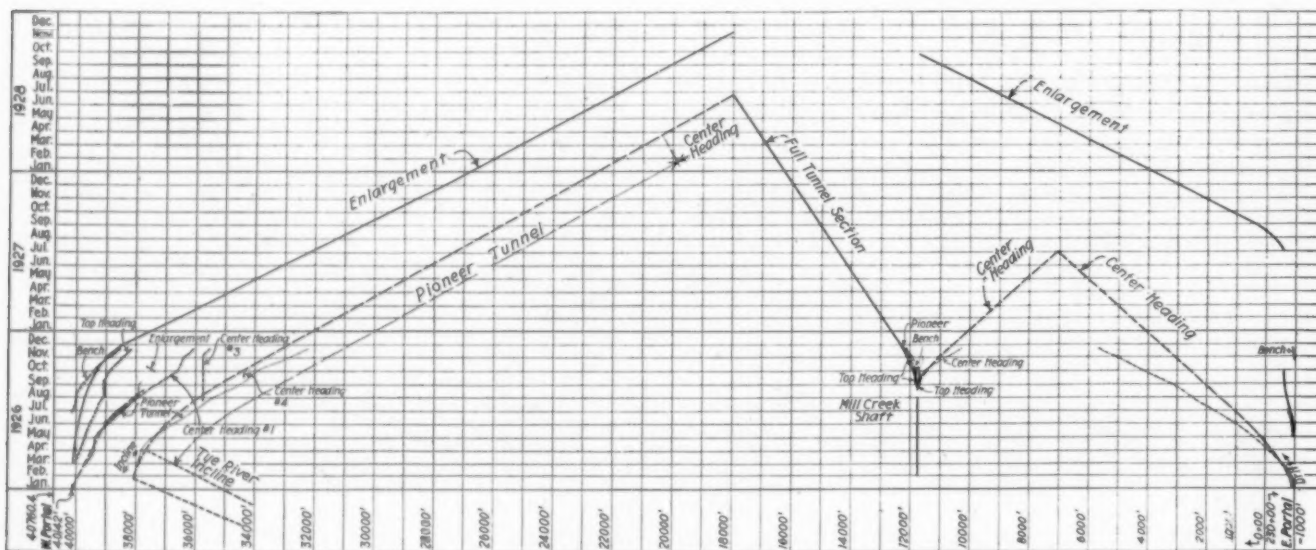 1928
Dec.
Nov.
Oct.
Sep.
Aug.
Jul.
Jun.
May
Apr.
Mar.
Feb.
Jan.
1927
Dec.
Nov.
Oct.
Sep.
Aug.
Jul.
Jun.
May
Apr.
Mar.
Feb.
Jan.
1926
Dec.
Nov.
Oct.
Sep.
Aug.
Jul.
Jun.
May
Apr.
Mar.
Feb.
Jan.
Enlargement
Pioneer Tunnel
Center
Heading
Full Tunnel Section
Enlargement
Center
Heading
Center Heading
Top Heading
Bench
Enlargement
Center Heading
#3
Pioneer
Tunnel
Center Heading
#4
Center Heading #1
Incline
Tye River
Incline
Pioneer
Bench
Center Heading
Top Heading
Top Heading
Mill Creek
Shaft
Bench
W. Portal
40000'
38000'
36000'
34000'
32000'
30000'
28000'
26000'
24000'
22000'
20000'
18000'
16000'
14000'
12000'
10000'
8000'
6000'
4000'
2000'
0+00
E. Portal
-1000'